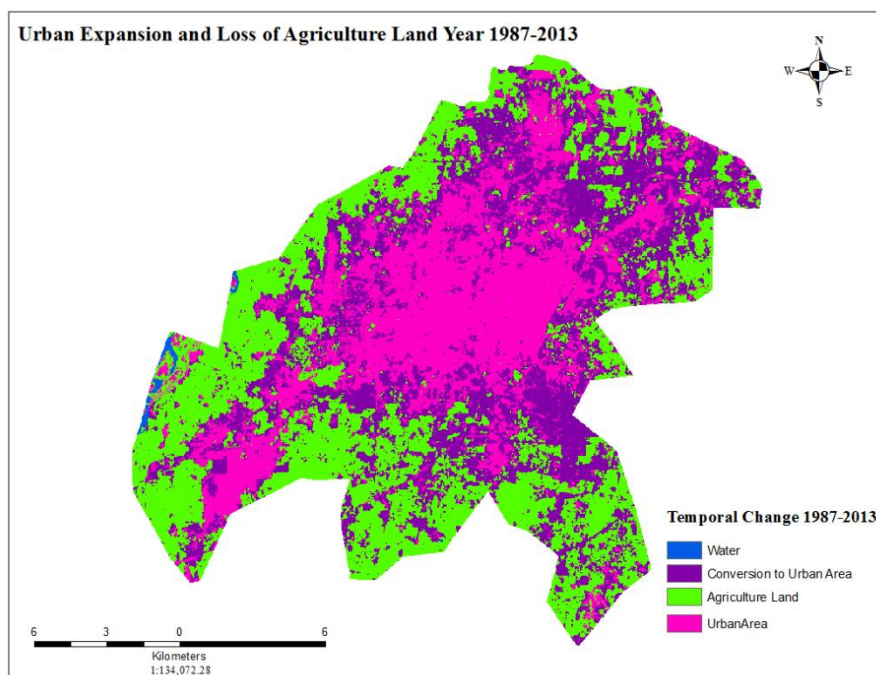 Urban Expansion and Loss of Agriculture Land Year 1987-2013
N
W E
S
Temporal Change 1987-2013
Water
Conversion to Urban Area
Agriculture Land
UrbanArea
6 3 0 6
Kilometers
1:134,072.28